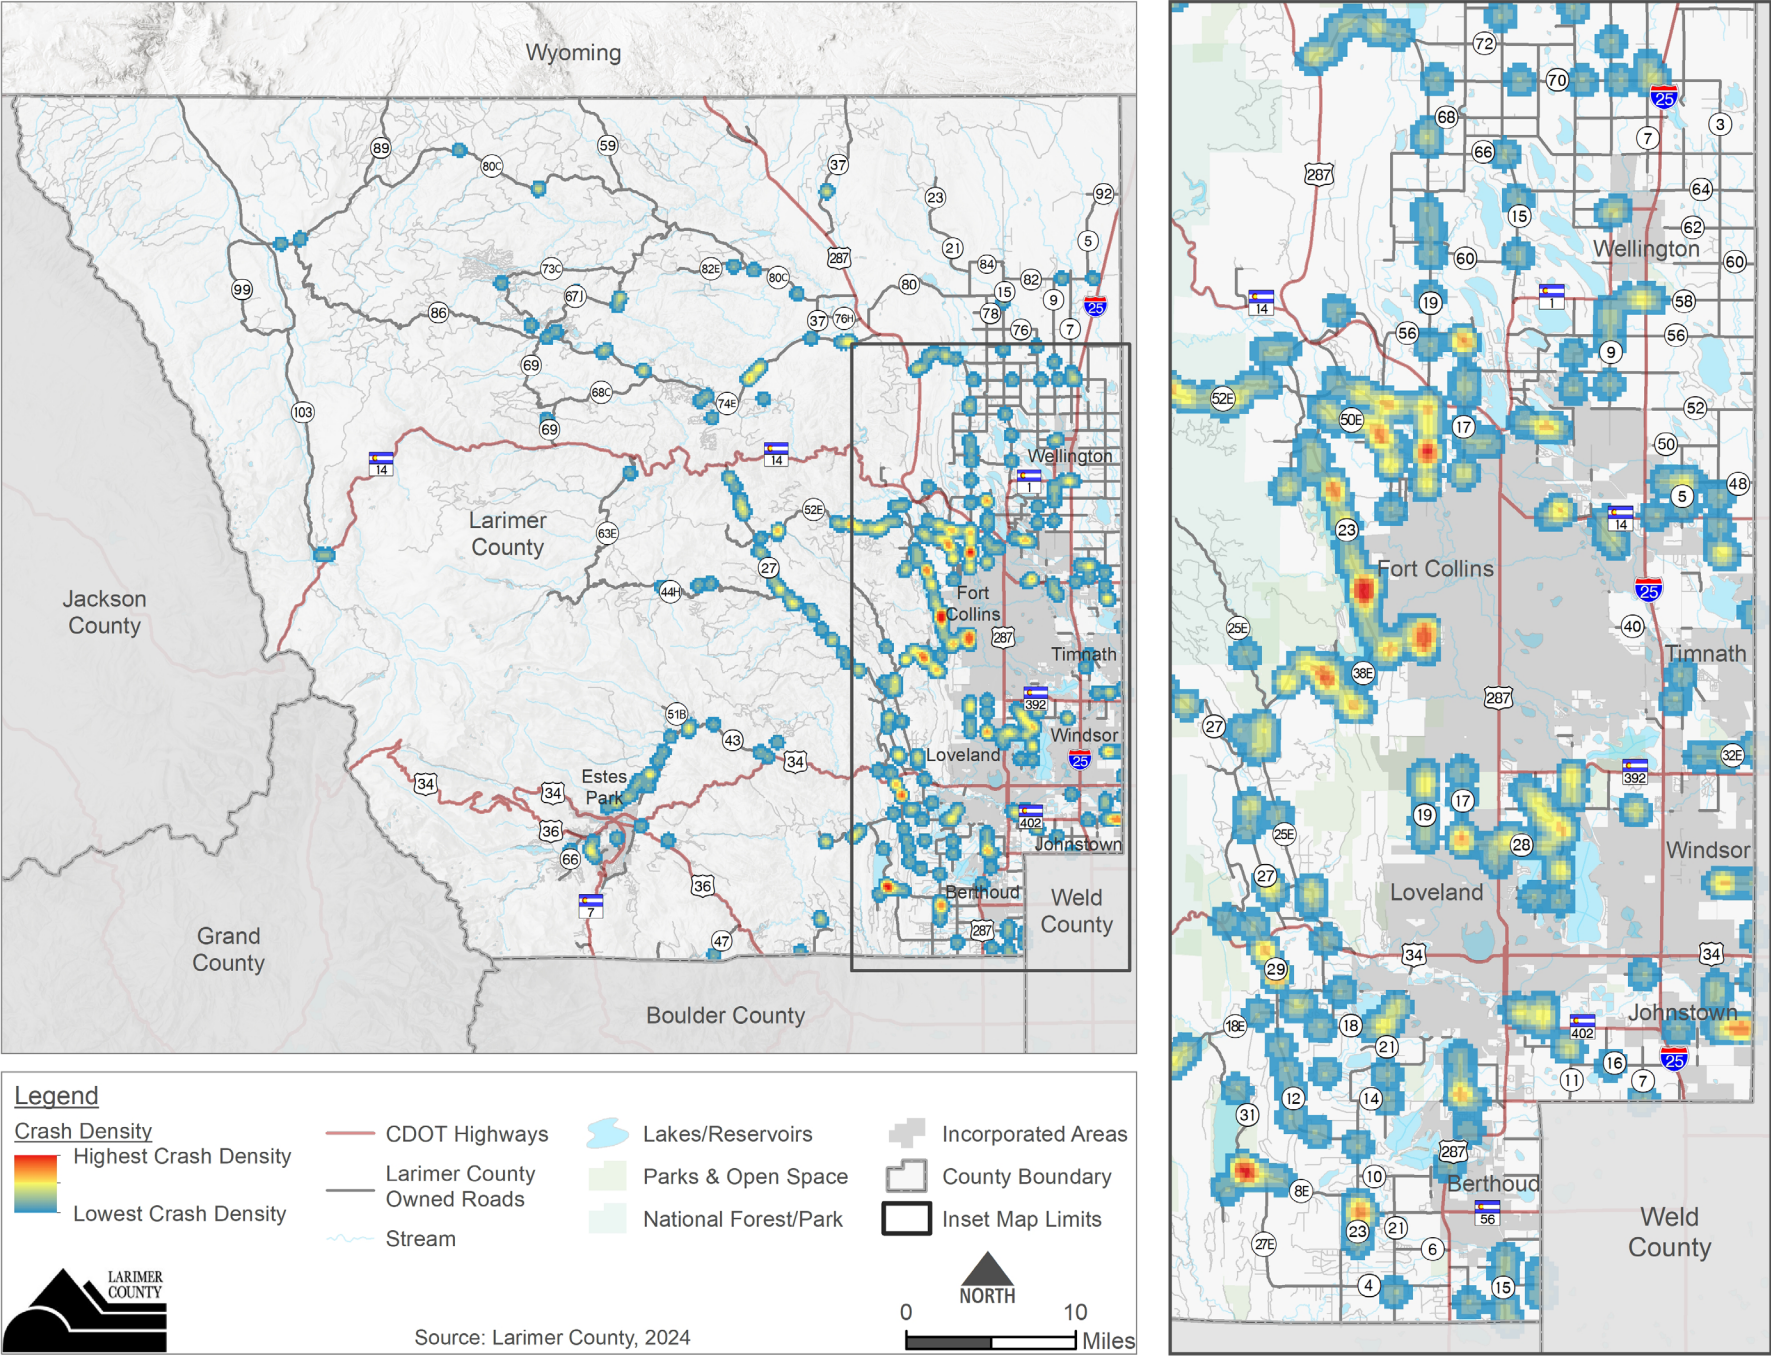 Wyoming
89
80C
59
37
23
92
21
5
287
84
82
80
15
9
78
76
7
25
99
73C
67J
82E
80C
86
37
76H
69
68C
74E
103
69
14
14
Wellington
1
Larimer
County
63E
52E
27
44H
Fort
Collins
287
Jackson
County
Timnath
392
51B
43
34
Windsor
25
Loveland
Estes
Park
34
34
36
66
36
402
Johnstown
7
Berthoud
Weld
County
287
47
Grand
County
Boulder County
72
70
25
68
7
3
66
287
64
15
62
Wellington
60
60
14
1
19
58
56
56
9
52E
52
50E
17
50
48
5
14
23
Fort Collins
25
25E
40
Timnath
38E
287
27
32E
392
19
17
25E
28
Windsor
27
Loveland
34
34
29
18E
18
Johnstown
402
21
25
16
11
7
31
12
14
287
10
Berthoud
8E
56
23
21
Weld
County
27E
6
4
15
Legend
Crash Density
Highest Crash Density
Lowest Crash Density
CDOT Highways
Larimer County
Owned Roads
Stream
Lakes/Reservoirs
Parks & Open Space
National Forest/Park
Incorporated Areas
County Boundary
Inset Map Limits
LARIMER
COUNTY
Source: Larimer County, 2024
NORTH
0
10
Miles